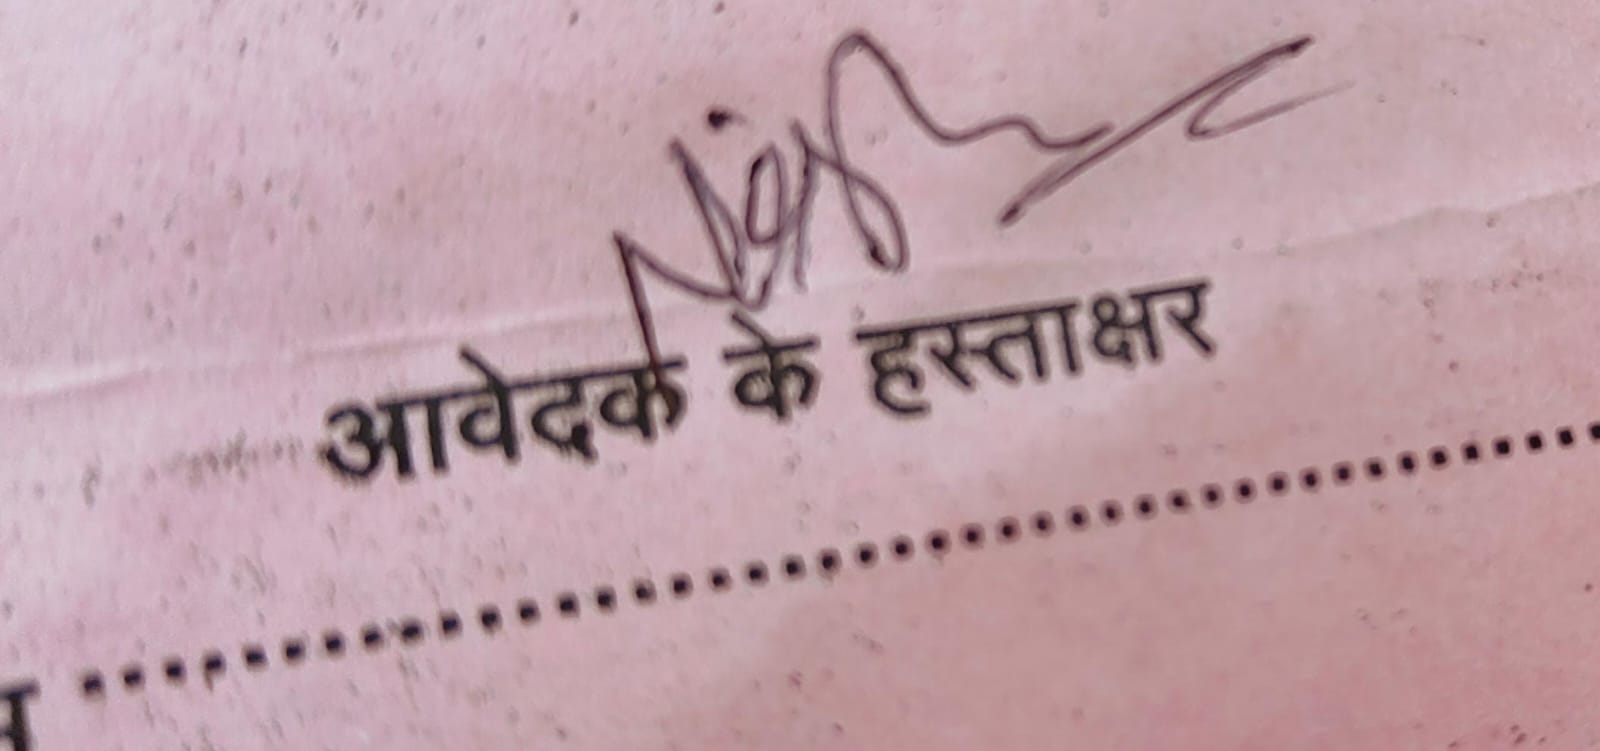 आवेदक के हस्ताक्षर